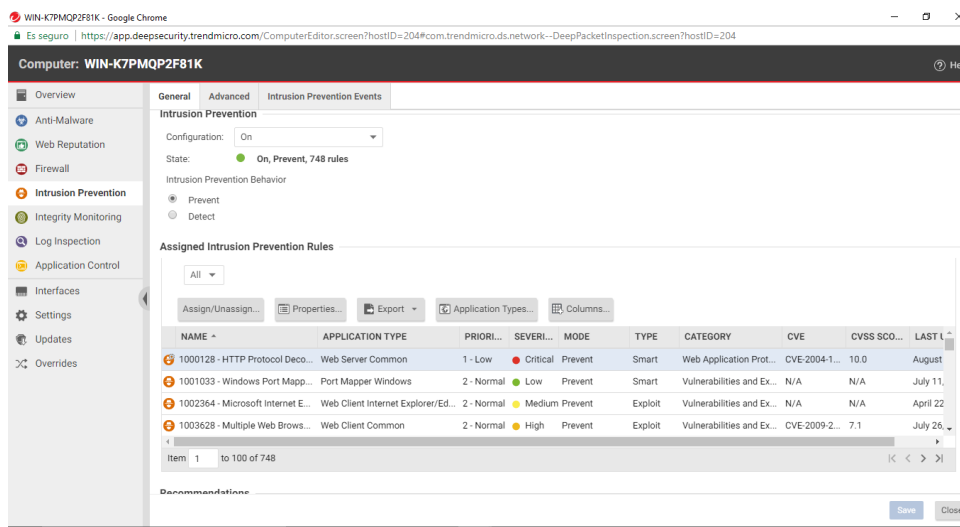 WIN-K7PMQP2F81K - Google Chrome
Es seguro | https://app.deepsecurity.trendmicro.com/ComputerEditor.screen?hostID=204#com.trendmicro.ds.network--DeepPacketInspection.screen?hostID=204
Computer: WIN-K7PMQP2F81K
? He
Overview
Anti-Malware
Web Reputation
Firewall
Intrusion Prevention
Integrity Monitoring
Log Inspection
Application Control
Interfaces
Settings
Updates
Overrides
General Advanced Intrusion Prevention Events
Intrusion Prevention
Configuration: On
State: On, Prevent, 748 rules
Intrusion Prevention Behavior
Prevent
Detect
Assigned Intrusion Prevention Rules
All
Assign/Unassign... Properties... Export Application Types... Columns...
NAME APPLICATION TYPE PRIORI... SEVERI... MODE TYPE CATEGORY CVE CVSS SCO... LAST U
1000128 - HTTP Protocol Deco... Web Server Common 1 - Low Critical Prevent Smart Web Application Prot... CVE-2004-1... 10.0 August
1001033 - Windows Port Mapp... Port Mapper Windows 2 - Normal Low Prevent Smart Vulnerabilities and Ex... N/A N/A July 11,
1002364 - Microsoft Internet E... Web Client Internet Explorer/Ed... 2 - Normal Medium Prevent Exploit Vulnerabilities and Ex... N/A N/A April 22
1003628 - Multiple Web Brows... Web Client Common 2 - Normal High Prevent Exploit Vulnerabilities and Ex... CVE-2009-2... 7.1 July 26,
Item 1 to 100 of 748
Recommendations
Save Close